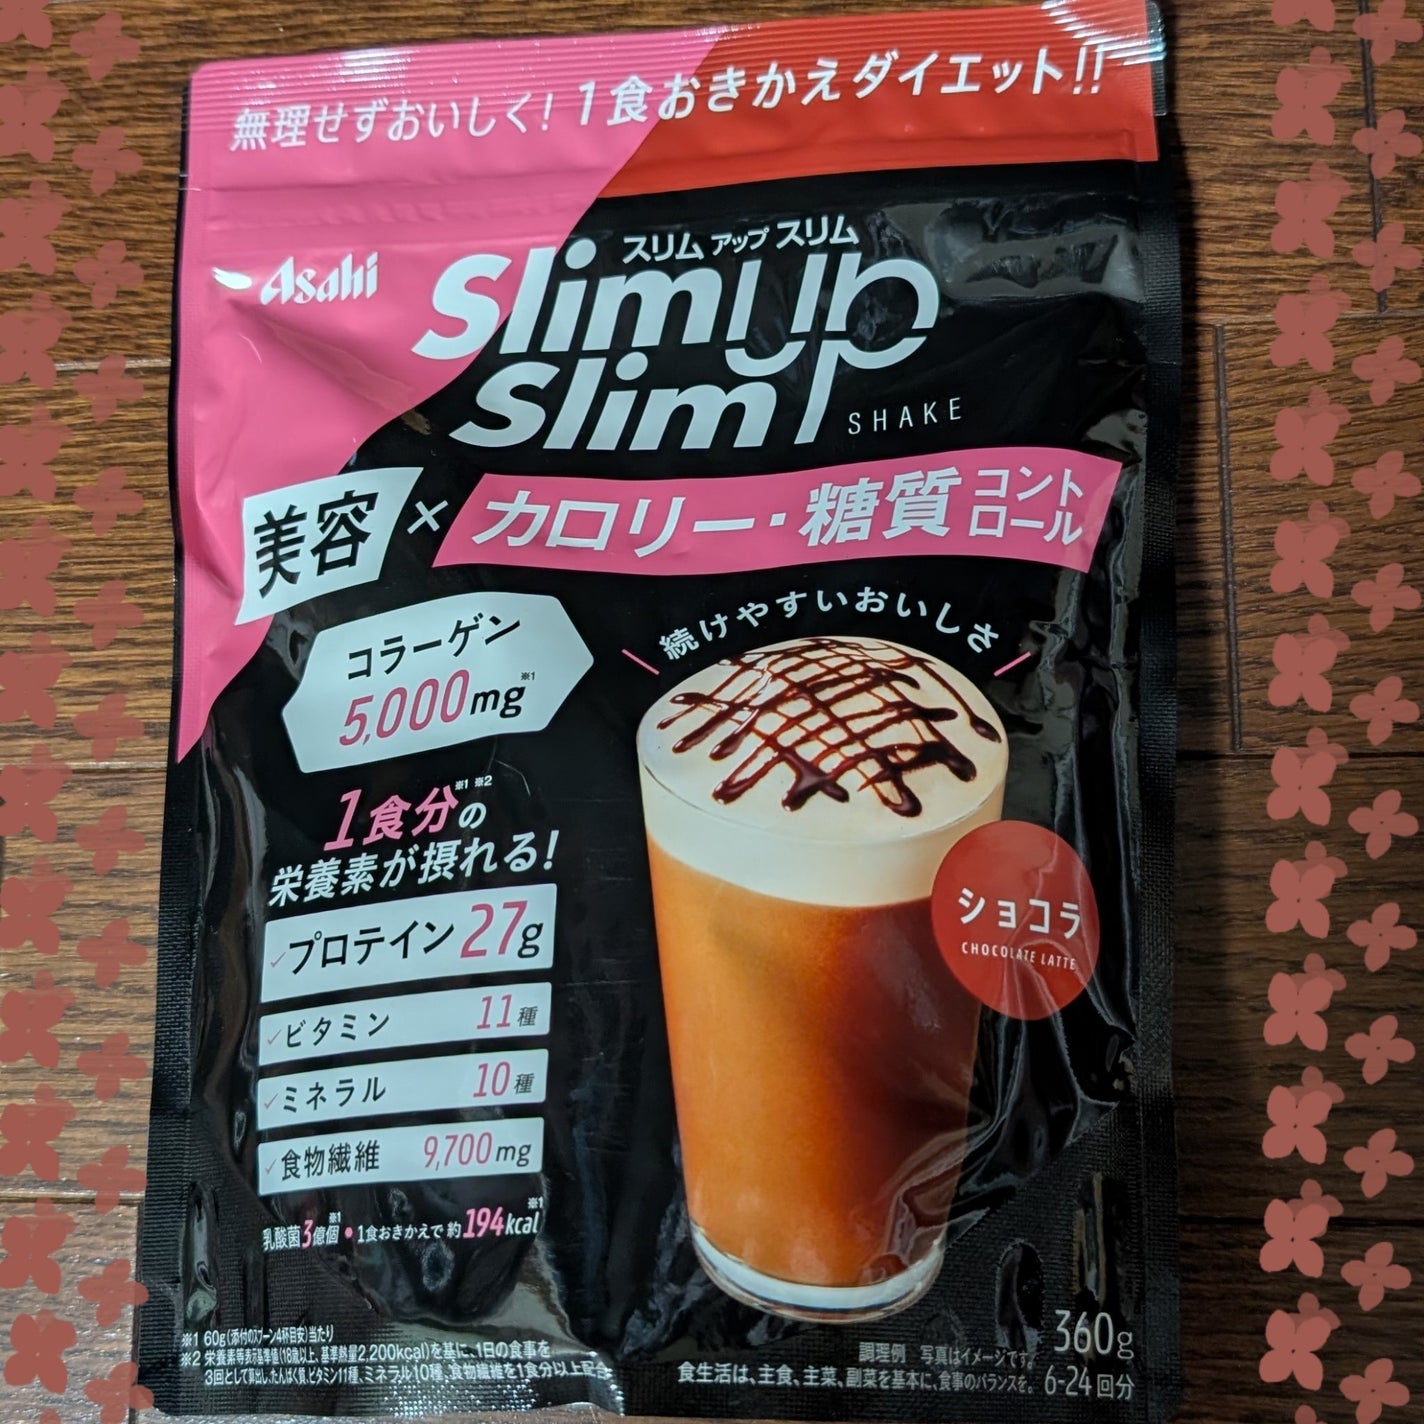 無理せずおいしく！1食おきかえダイエット!!
Asahi
スリム アップ スリム
Slim up
Slim
SHAKE
美容×カロリー・糖質コントロール
続けやすいおいしさ
コラーゲン
5,000mg※1
1食分※1 ※2の
栄養素が摂れる!
✓プロテイン 27g
✓ビタミン 11種
✓ミネラル 10種
✓食物繊維 9,700mg
ショコラ
CHOCOLATE LATTE
乳酸菌3億個※1・1食おきかえで 約194kcal※1
※1 60g(添付のスプーン4杯目安)当たり
※2 栄養素等表示基準値(18歳以上、基準熱量2,200kcal)を基に、1日の食事を
3回として算出。たんぱく質、ビタミン11種、ミネラル10種、食物繊維を1食分以上配合
調理例 写真はイメージです。
食生活は、主食、主菜、副菜を基本に、食事のバランスを。
360g
6-24回分